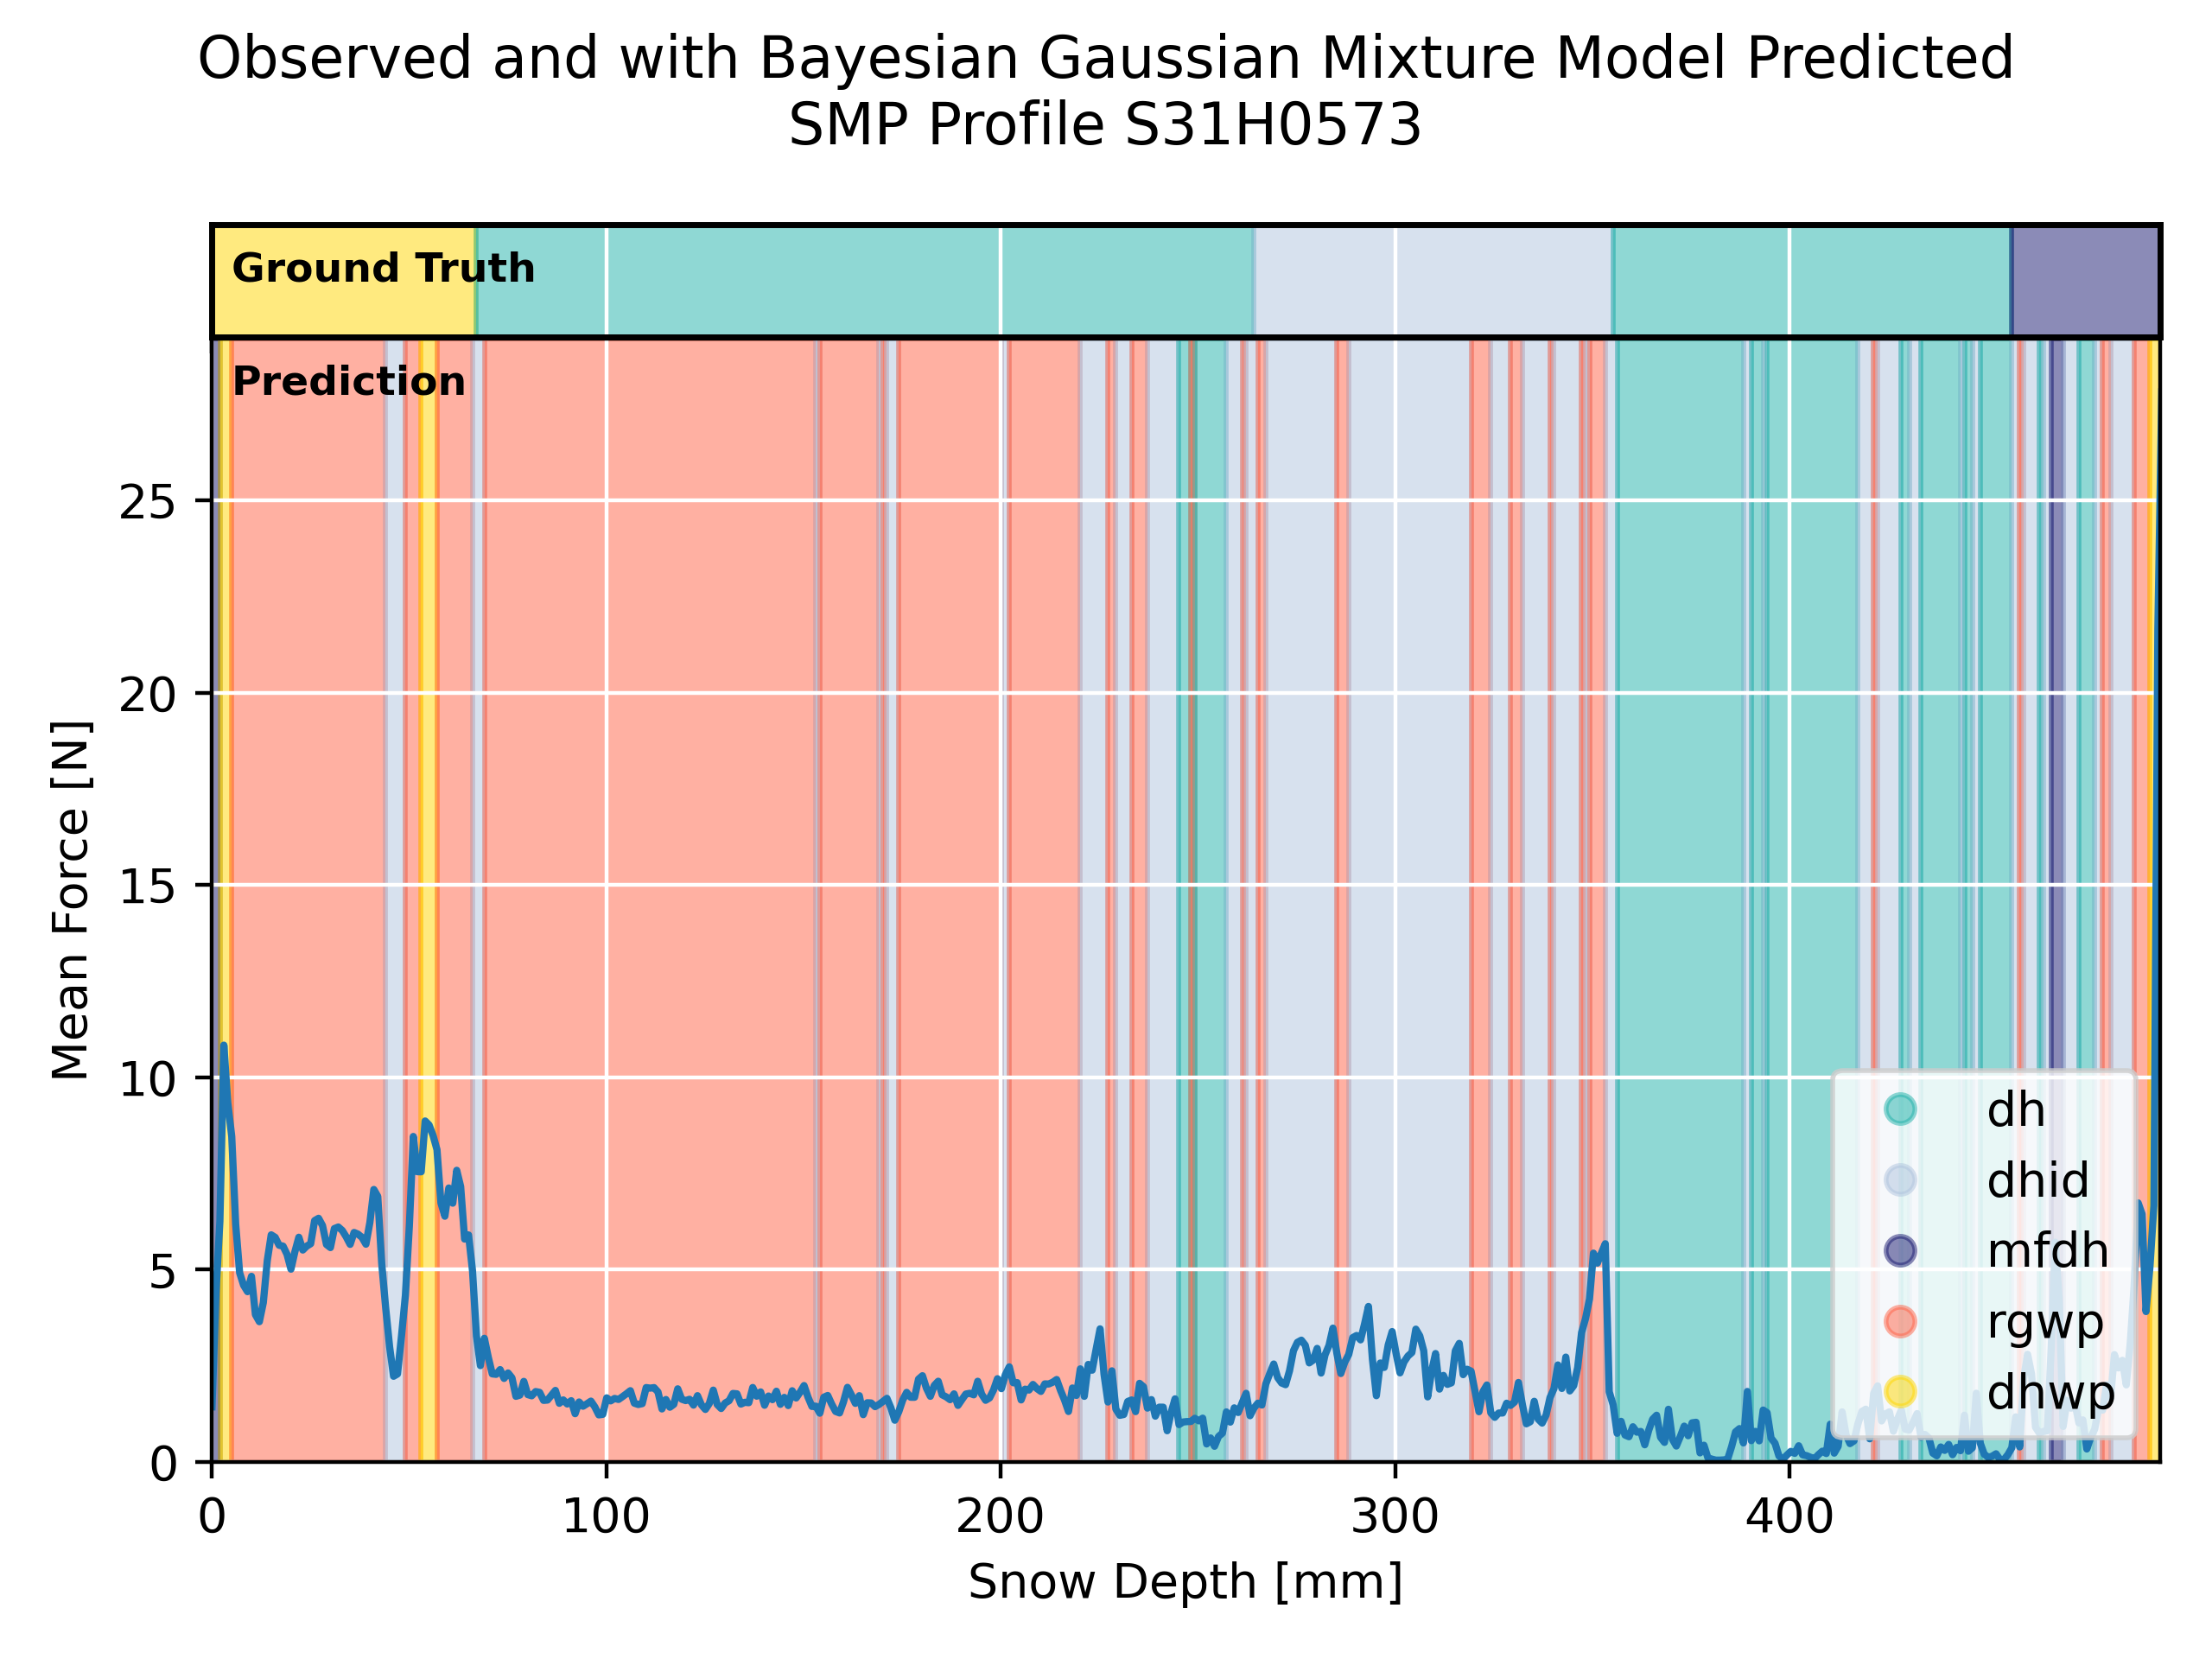 Observed and with Bayesian Gaussian Mixture Model Predicted
SMP Profile S31H0573
Ground Truth
Prediction
25
20
15
10
5
0
Mean Force [N]
0 100 200 300 400
Snow Depth [mm]
dh
dhid
mfdh
rgwp
dhwp